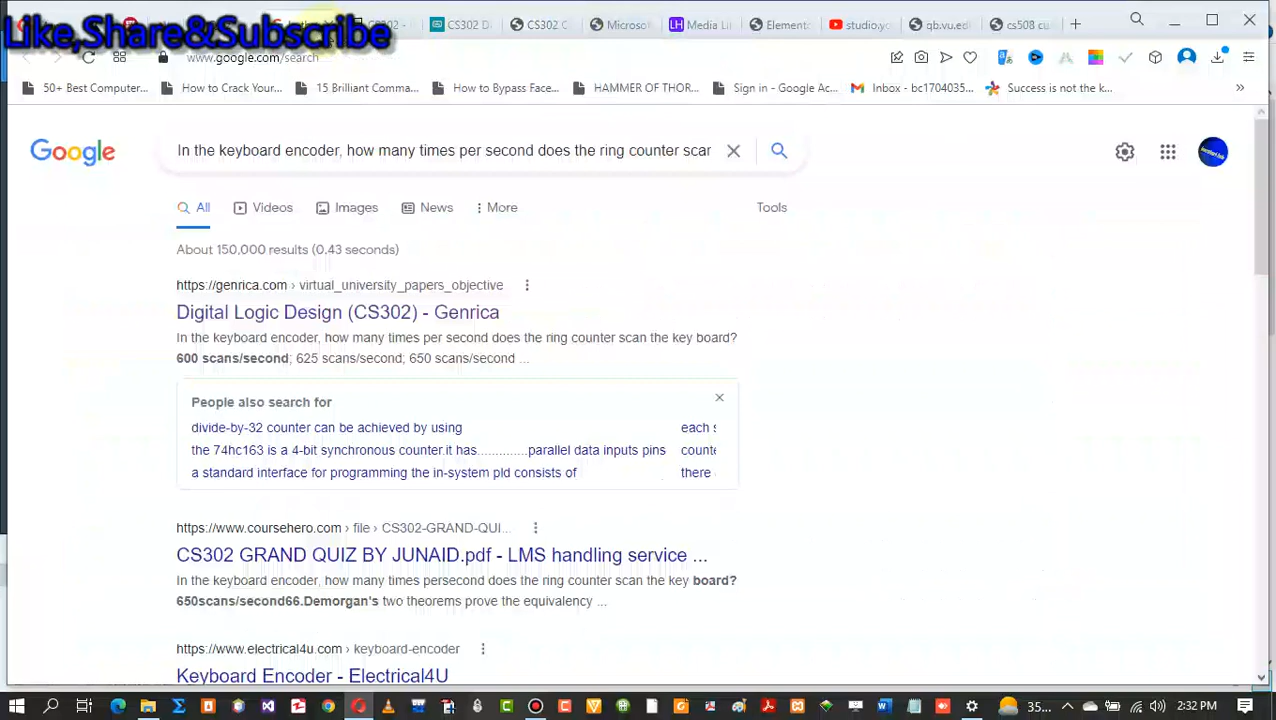 Like,Share&Subscribe
CS302 -
CS302 D
CS302 C
Microso
LH Media Li
Elementr
studio.yo
qb.vu.ed
cs508 cu
www.google.com/search
50+ Best Computer...
How to Crack Your...
15 Brilliant Comma...
How to Bypass Face...
HAMMER OF THOR...
Sign in - Google Ac...
Inbox - bc1704035...
Success is not the k...
Google
In the keyboard encoder, how many times per second does the ring counter scar
All
Videos
Images
News
More
Tools
About 150,000 results (0.43 seconds)
https://genrica.com › virtual_university_papers_objective
Digital Logic Design (CS302) - Genrica
In the keyboard encoder, how many times per second does the ring counter scan the key board?
600 scans/second; 625 scans/second; 650 scans/second ...
People also search for
divide-by-32 counter can be achieved by using
each s
the 74hc163 is a 4-bit synchronous counter.it has..............parallel data inputs pins
counte
a standard interface for programming the in-system pld consists of
there
https://www.coursehero.com › file › CS302-GRAND-QUI...
CS302 GRAND QUIZ BY JUNAID.pdf - LMS handling service ...
In the keyboard encoder, how many times persecond does the ring counter scan the key board?
650scans/second66.Demorgan's two theorems prove the equivalency ...
https://www.electrical4u.com › keyboard-encoder
Keyboard Encoder - Electrical4U
35...
2:32 PM